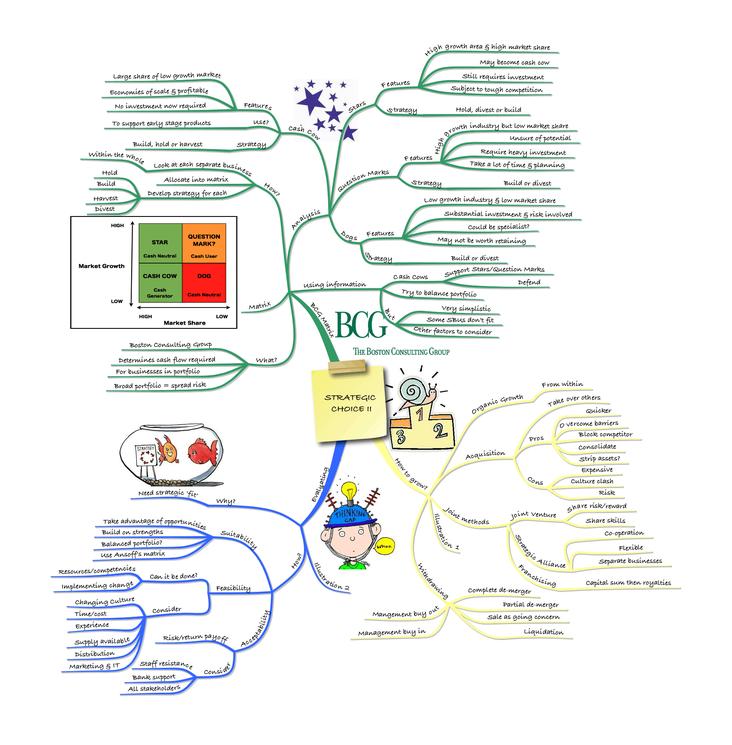 STRATEGIC
CHOICE II
BCG Matrix
BCG
THE BOSTON CONSULTING GROUP
What?
Boston Consulting Group
Determines cash flow required
For businesses in portfolio
Broad portfolio = spread risk
Matrix
HIGH
Market Growth
LOW
STAR
Cash Neutral
QUESTION
MARK?
Cash User
CASH COW
Cash
Generator
DOG
Cash Neutral
HIGH
LOW
Market Share
Analysis
How?
Look at each separate business
Within the whole
Allocate into matrix
Develop strategy for each
Hold
Build
Harvest
Divest
Cash Cow
Features
Large share of low growth market
Economies of scale & profitable
No investment now required
Use?
To support early stage products
Strategy
Build, hold or harvest
Stars
Features
High growth area & high market share
May become cash cow
Still requires investment
Subject to tough competition
Strategy
Hold, divest or build
Question Marks
Features
High growth industry but low market share
Unsure of potential
Require heavy investment
Take a lot of time & planning
Strategy
Build or divest
Dogs
Features
Low growth industry & low market share
Substantial investment & risk involved
Could be specialist?
May not be worth retaining
Strategy
Build or divest
Using information
Cash Cows
Support Stars/Question Marks
Defend
Try to balance portfolio
But
Very simplistic
Some SBUs don't fit
Other factors to consider
How to grow?
1
2
3
Organic Growth
From within
Acquisition
Take over others
Pros
Quicker
Overcome barriers
Block competitor
Consolidate
Strip assets?
Cons
Expensive
Culture clash
Risk
Joint methods
Joint Venture
Share risk/reward
Share skills
Strategic Alliance
Co-operation
Flexible
Separate businesses
Franchising
Capital sum then royalties
Illustration 1
Withdrawing
Complete de-merger
Partial de-merger
Sale as going concern
Liquidation
Mangement buy out
Management buy in
Evaluating
THINKING
CAP
Illustration 2
STRATEGY
Why?
Need strategic 'fit'
How?
Suitability
Take advantage of opportunities
Build on strengths
Balanced portfolio?
Use Ansoff's matrix
Feasibility
Can it be done?
Resources/competencies
Implementing change
Consider
Changing Culture
Time/cost
Experience
Supply available
Distribution
Marketing & IT
Acceptability
Risk/return payoff
Consider
Staff resistance
Bank support
All stakeholders